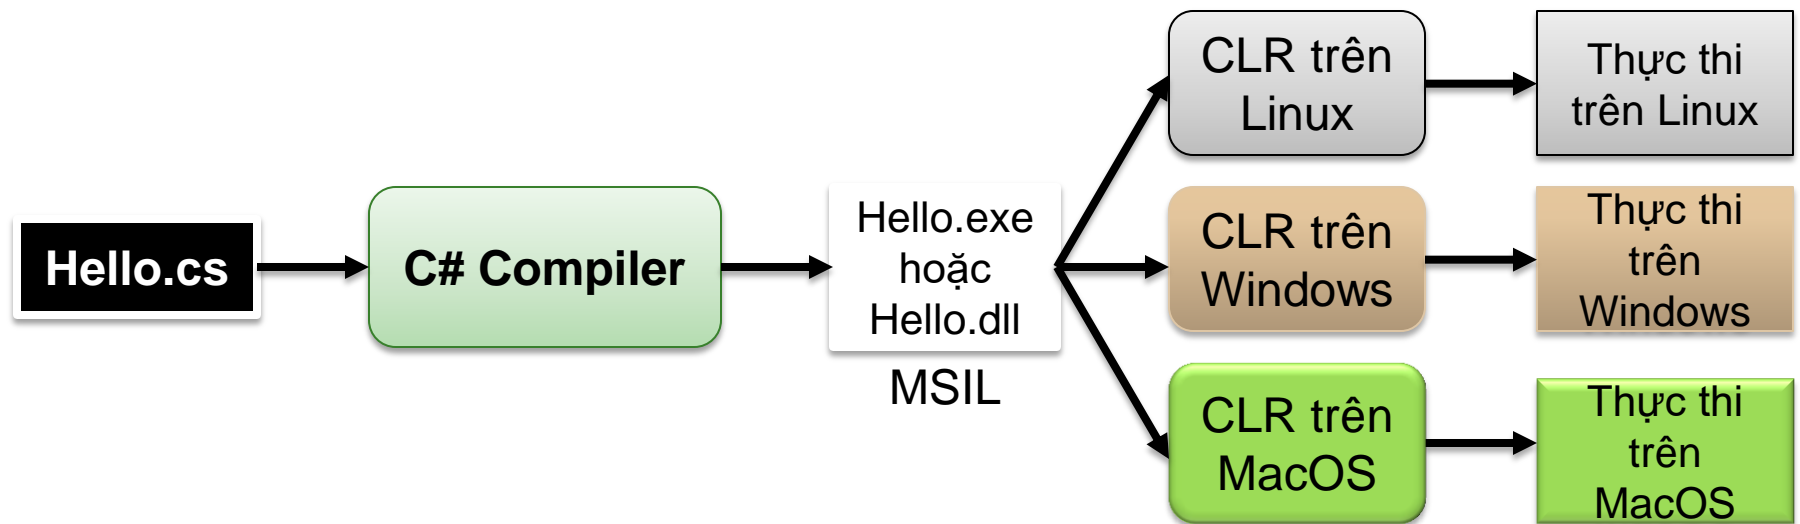 Hello.cs
C# Compiler
Hello.exe
hoặc
Hello.dll
MSIL
CLR trên
Linux
Thực thi
trên Linux
CLR trên
Windows
Thực thi
trên
Windows
CLR trên
MacOS
Thực thi
trên
MacOS